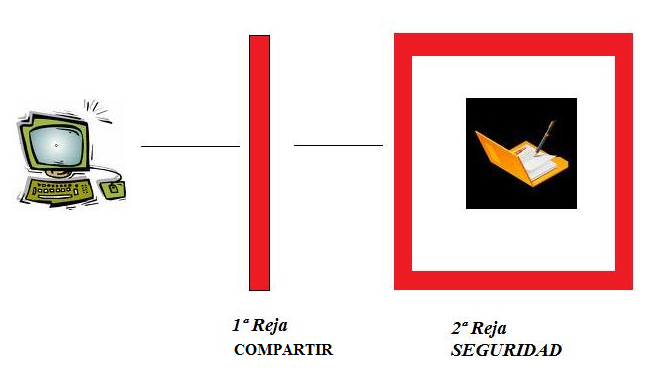 1ª Reja
COMPARTIR
2ª Reja
SEGURIDAD